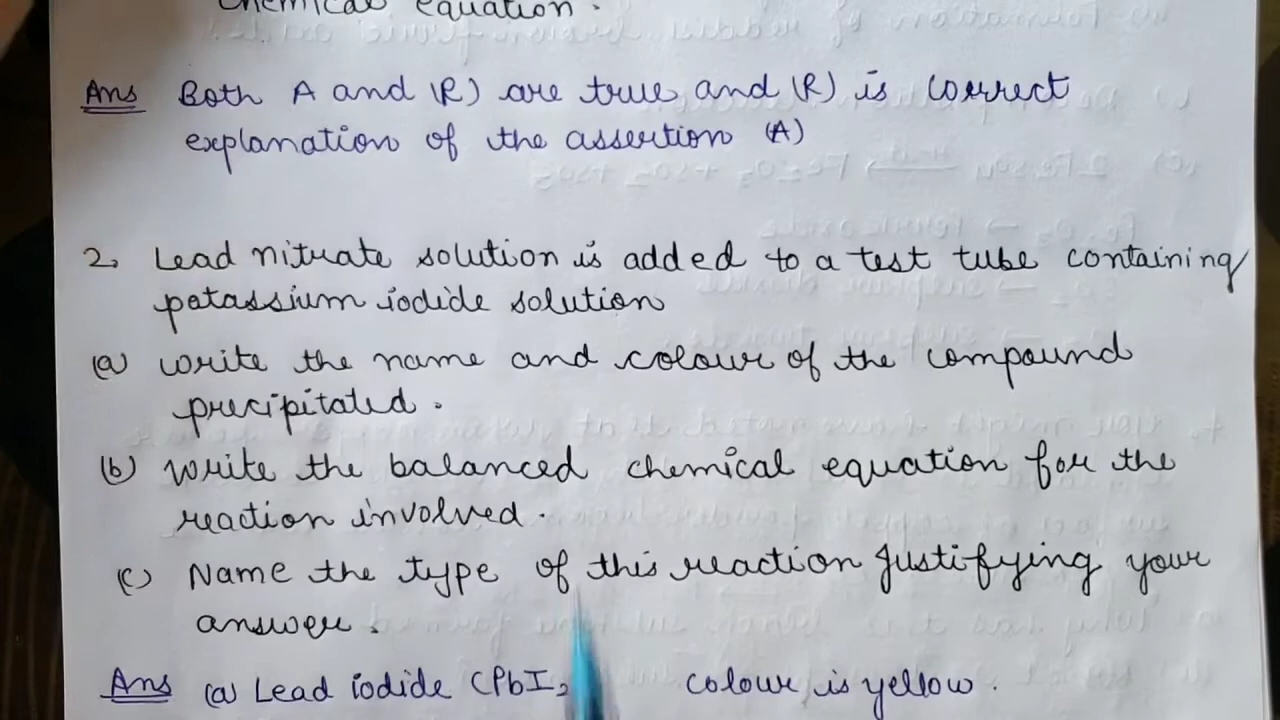 chemical equation.
Ans Both A and (R) are true and (R) is correct
explanation of the assertion (A)
2. Lead nitrate solution is added to a test tube containing
potassium iodide solution
(a) write the name and colour of the compound
precipitated.
(b) write the balanced chemical equation for the
reaction involved.
(c) Name the type of this reaction justifying your
answer.
Ans (a) Lead iodide (PbI2 colour is yellow.